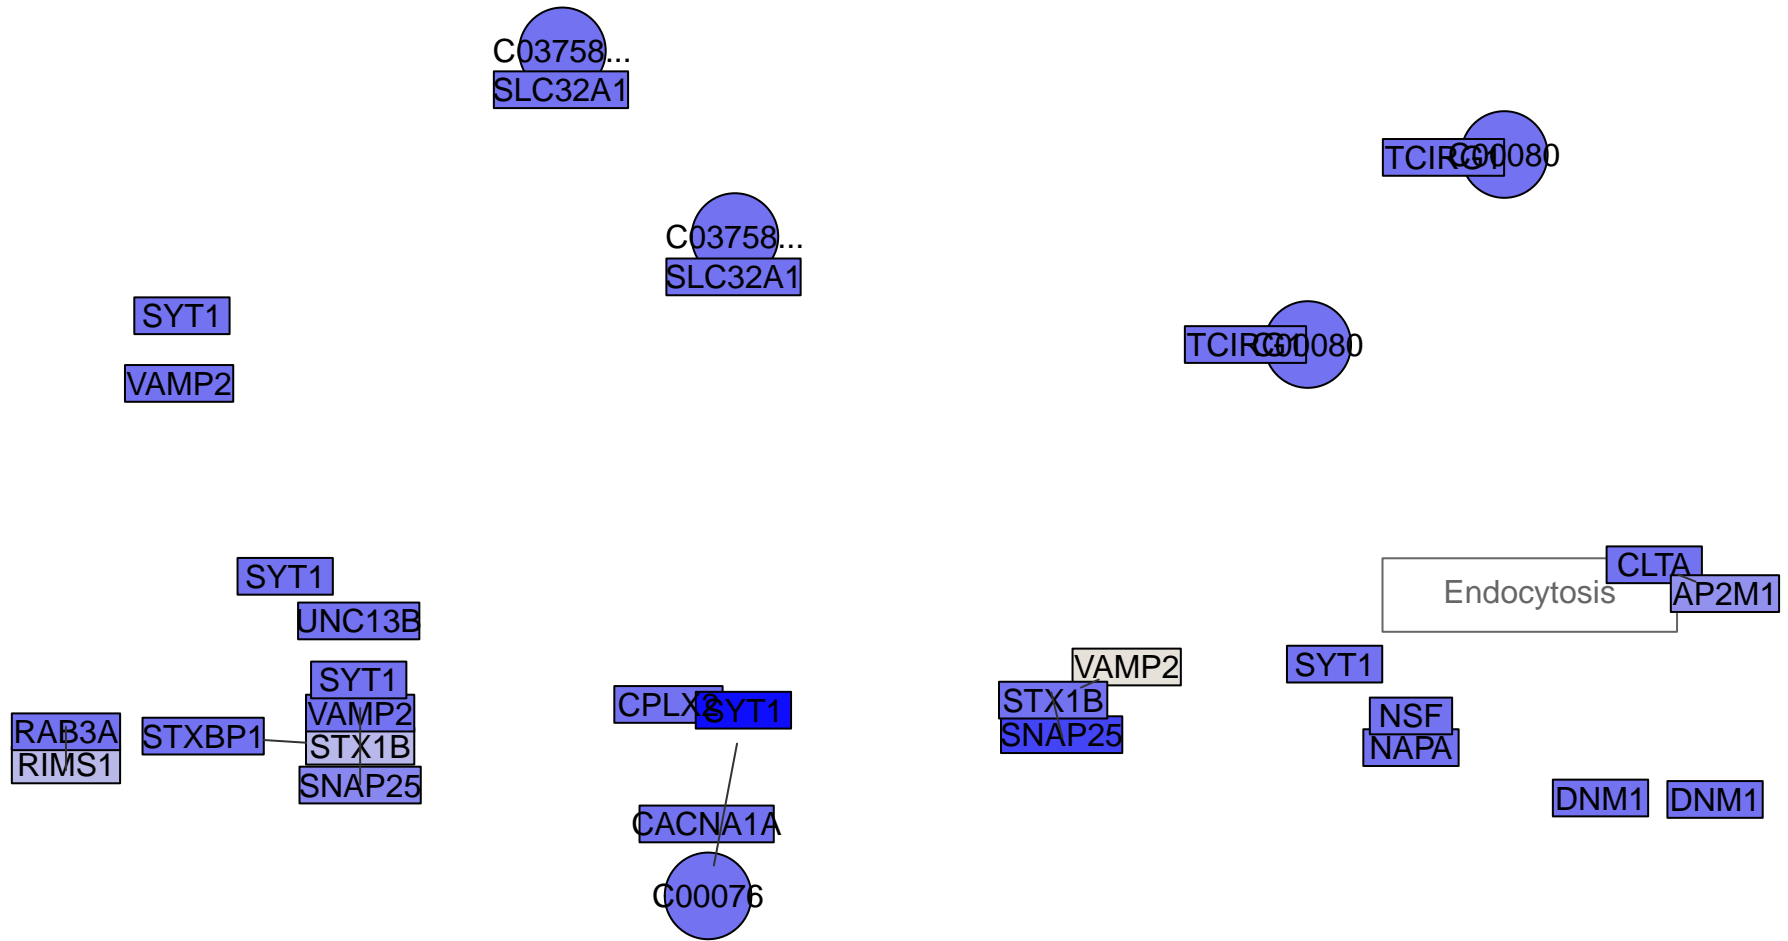 C03758...
SLC32A1
TCIRG1
C00080
C03758...
SLC32A1
SYT1
TCIRG1
C00080
VAMP2
SYT1
CLTA
Endocytosis
AP2M1
UNC13B
SYT1
VAMP2
SYT1
VAMP2
STX1B
SNAP25
RAB3A
RIMS1
STXBP1
CPLX2
SYT1
STX1B
SNAP25
NSF
NAPA
DNM1
DNM1
CACNA1A
C00076